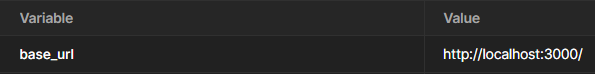 Variable Value
base_url http://localhost:3000/